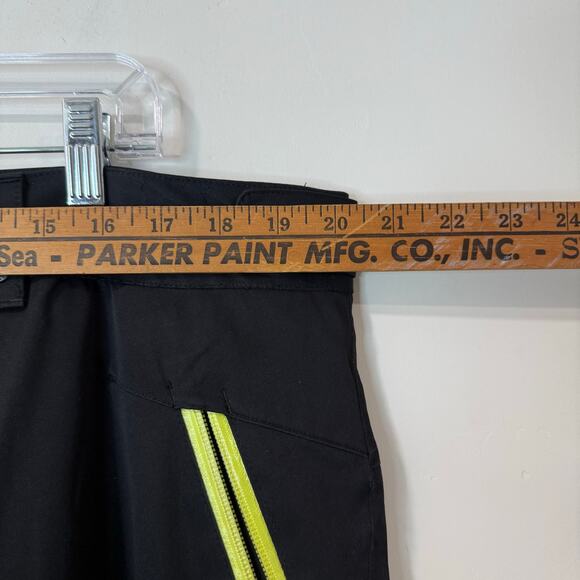 15 16 17 18 19 20 21 22 23 24
Sea - PARKER PAINT MFG. CO., INC. - S